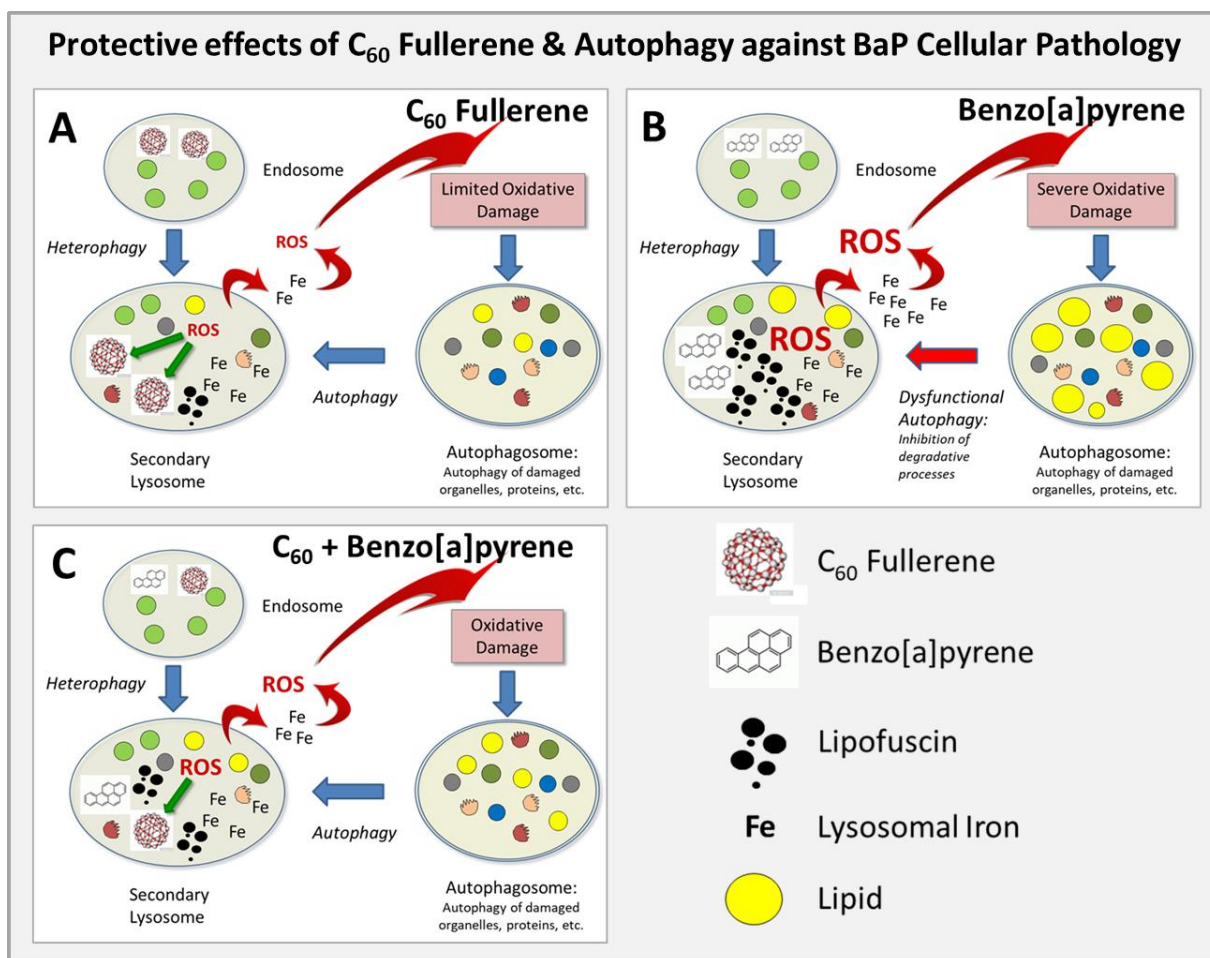 Protective effects of C₆₀ Fullerene & Autophagy against BaP Cellular Pathology
A
C₆₀ Fullerene
Endosome
Limited Oxidative
Damage
Heterophagy
ROS
Fe
Fe
ROS
Fe
Fe
Fe
Fe
Autophagy
Secondary
Lysosome
Autophagosome:
Autophagy of damaged
organelles, proteins, etc.
B
Benzo[a]pyrene
Endosome
Severe Oxidative
Damage
Heterophagy
ROS
Fe
Fe Fe Fe
Fe Fe
ROS
Fe
Fe
Fe
Fe
Dysfunctional
Autophagy:
Inhibition of
degradative
processes
Secondary
Lysosome
Autophagosome:
Autophagy of damaged
organelles, proteins, etc.
C
C₆₀ + Benzo[a]pyrene
Endosome
Oxidative
Damage
Heterophagy
ROS
Fe
Fe Fe
ROS
Fe
Fe
Fe
Fe
Autophagy
Secondary
Lysosome
Autophagosome:
Autophagy of damaged
organelles, proteins, etc.
C₆₀ Fullerene
Benzo[a]pyrene
Lipofuscin
Fe Lysosomal Iron
Lipid